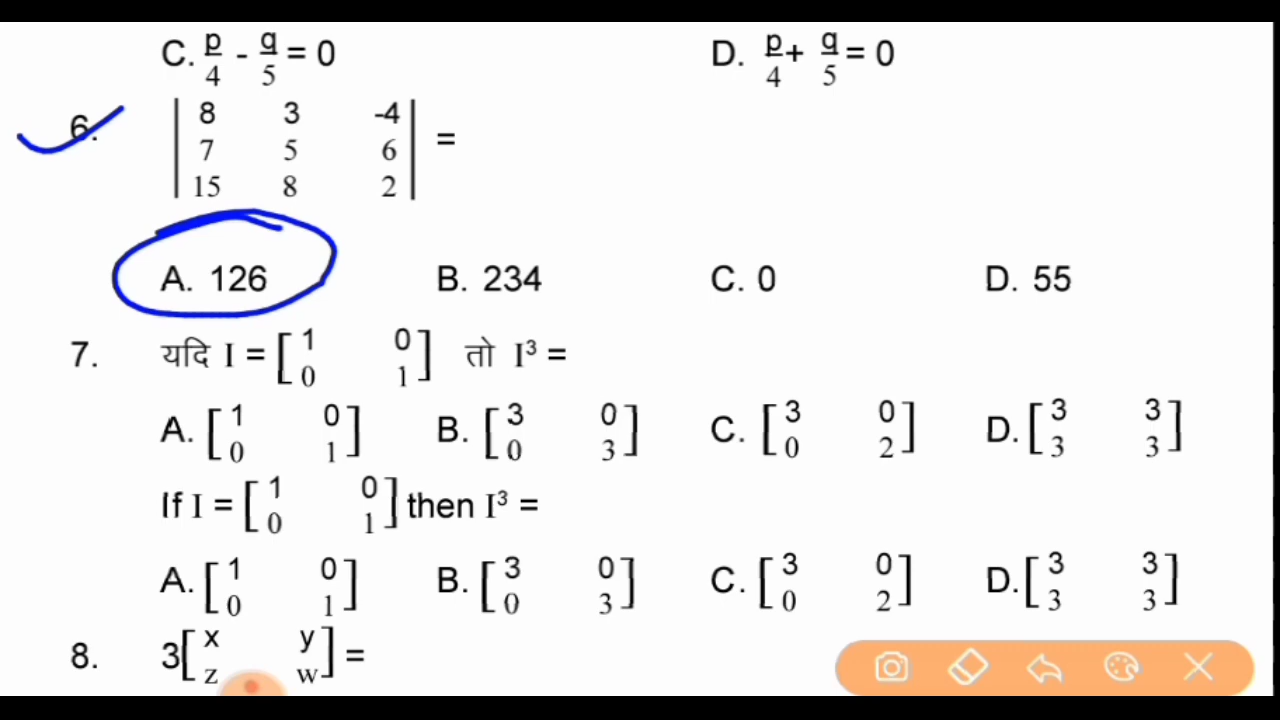 C. p/4 - q/5 = 0 D. p/4 + q/5 = 0
6. | 8 3 -4 |
| 7 5 6 | =
| 15 8 2 |
A. 126 B. 234 C. 0 D. 55
7. यदि I = [1 0; 0 1] तो I³ =
A. [1 0; 0 1] B. [3 0; 0 3] C. [3 0; 0 2] D. [3 3; 3 3]
If I = [1 0; 0 1] then I³ =
A. [1 0; 0 1] B. [3 0; 0 3] C. [3 0; 0 2] D. [3 3; 3 3]
8. 3[x y; z w] =